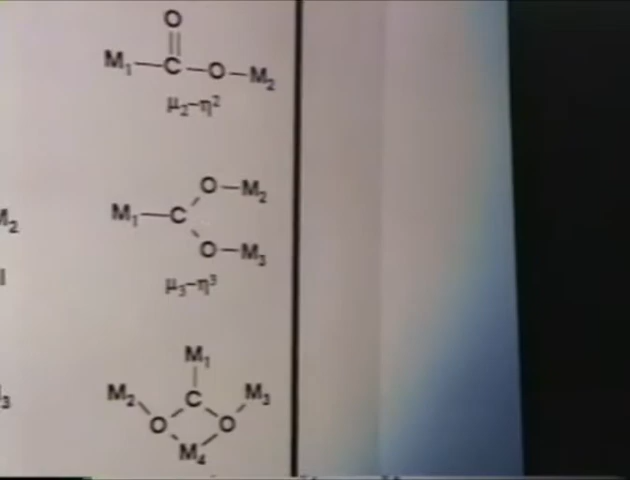 O
M₁—C—O—M₂
μ₂–η²
O—M₂
M₁—C
O—M₃
μ₃–η³
M₁
M₂ C M₃
O O
M₄